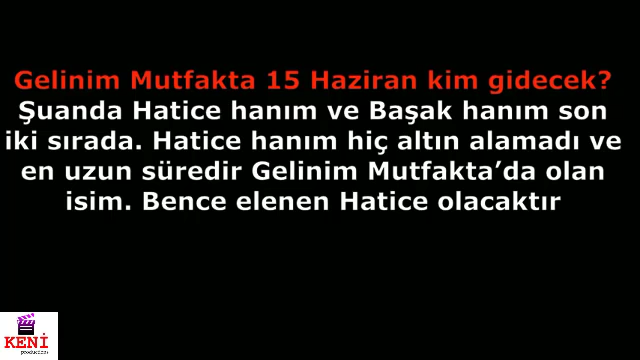 Gelinim Mutfakta 15 Haziran kim gidecek?
Şuanda Hatice hanım ve Başak hanım son
iki sırada. Hatice hanım hiç altın alamadı ve
en uzun süredir Gelinim Mutfakta’da olan
isim. Bence elenen Hatice olacaktır
KENİ
productions